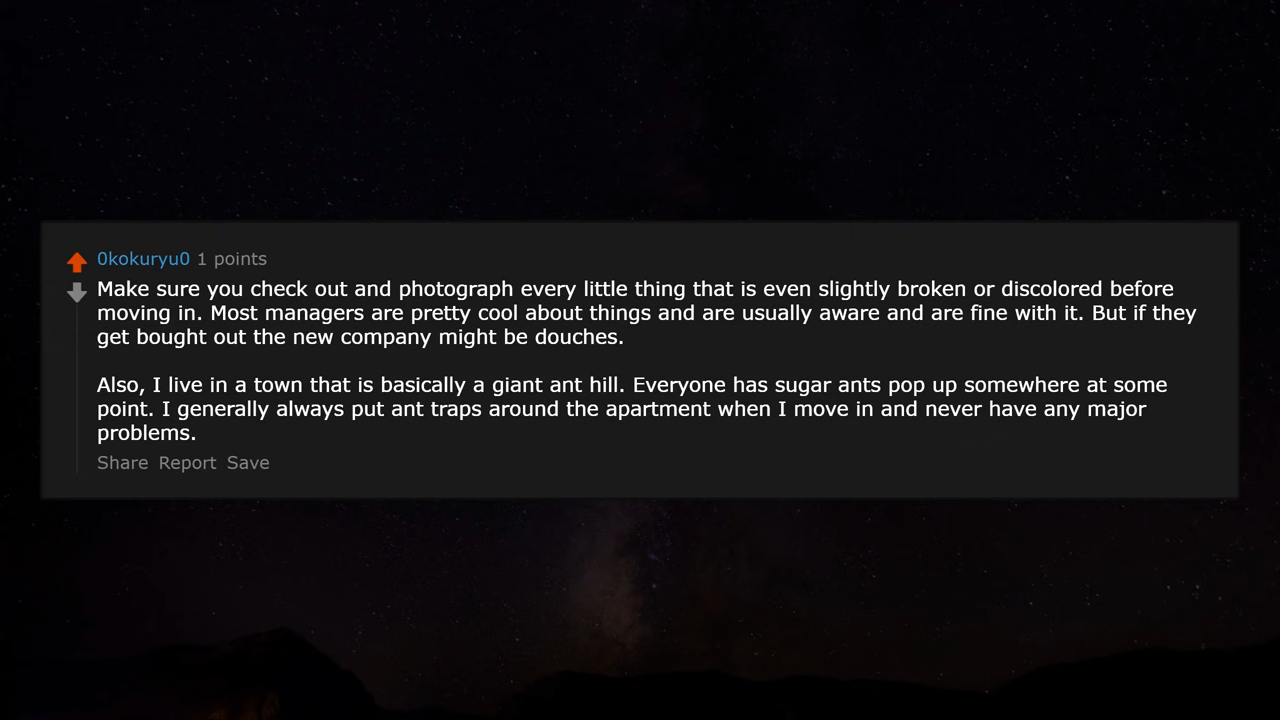 0kokuryu0 1 points
Make sure you check out and photograph every little thing that is even slightly broken or discolored before
moving in. Most managers are pretty cool about things and are usually aware and are fine with it. But if they
get bought out the new company might be douches.
Also, I live in a town that is basically a giant ant hill. Everyone has sugar ants pop up somewhere at some
point. I generally always put ant traps around the apartment when I move in and never have any major
problems.
Share Report Save